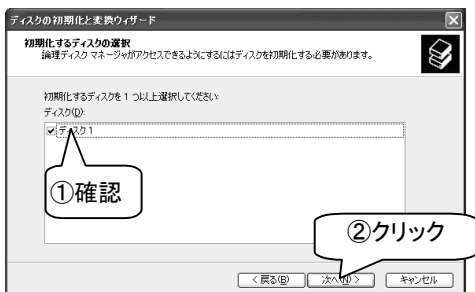 ディスクの初期化と変換ウィザード
初期化するディスクの選択
論理ディスク マネージャがアクセスできるようにするにはディスクを初期化する必要があります。
初期化するディスクを 1 つ以上選択してください:
ディスク(D):
ディスク 1
①確認
②クリック
< 戻る(B)
次へ(N) >
キャンセル